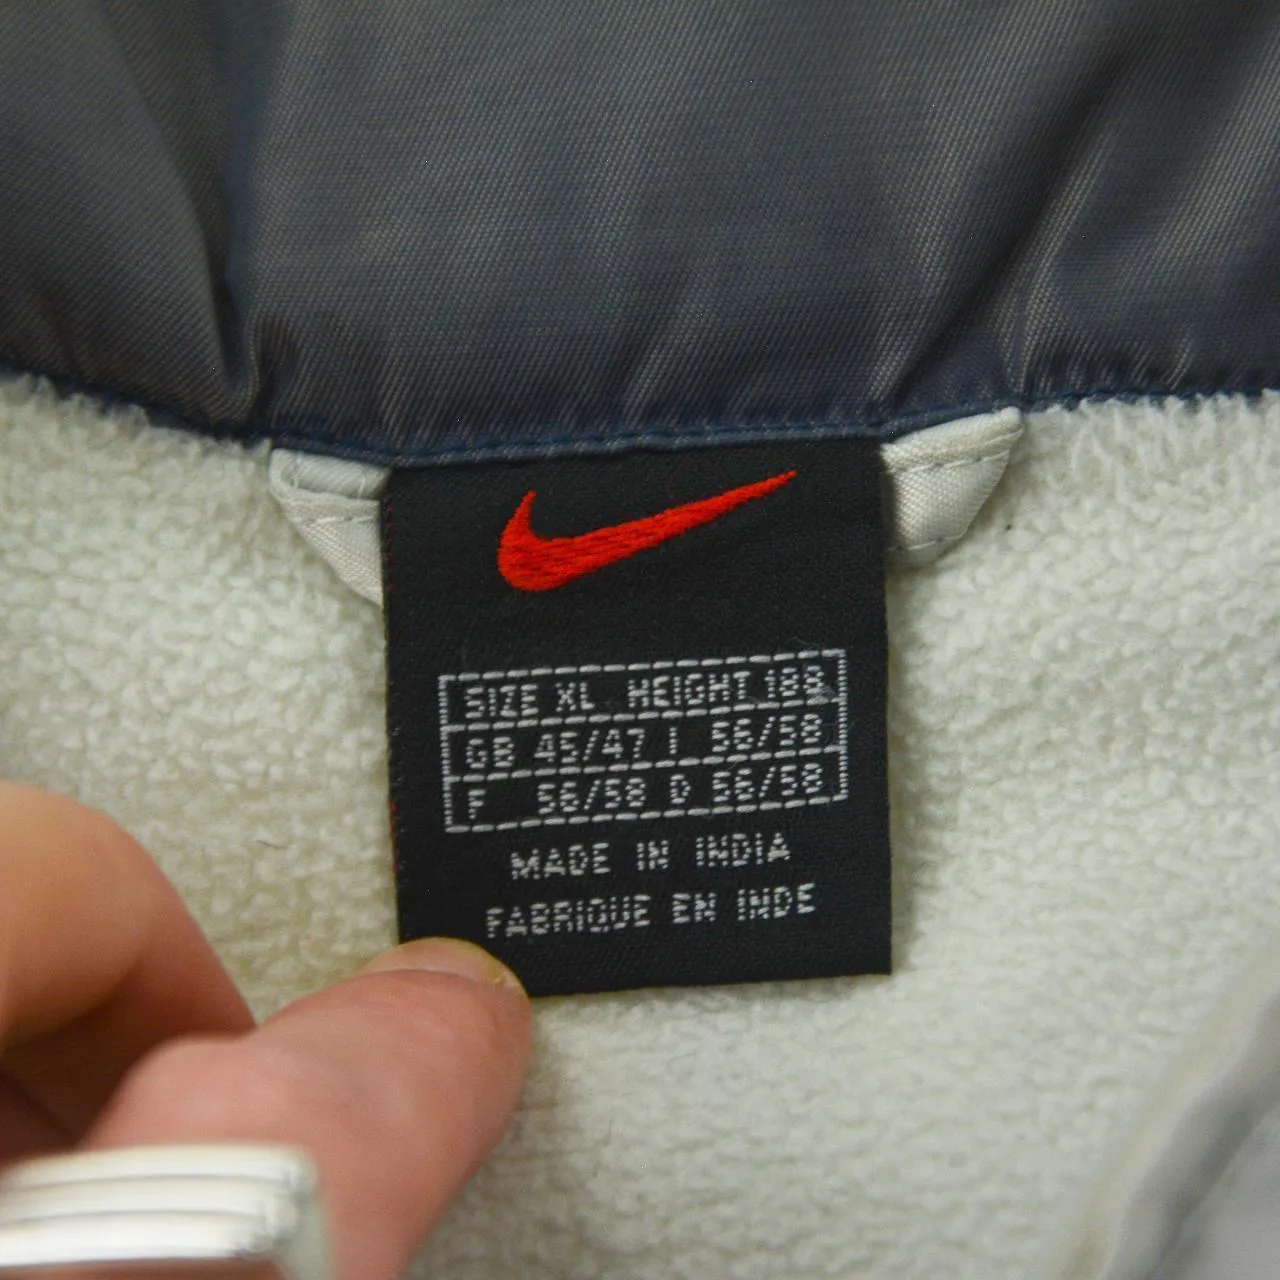 SIZE XL HEIGHT 188
GB 45/47 I 56/58
F 56/58 D 56/58
MADE IN INDIA
FABRIQUE EN INDE